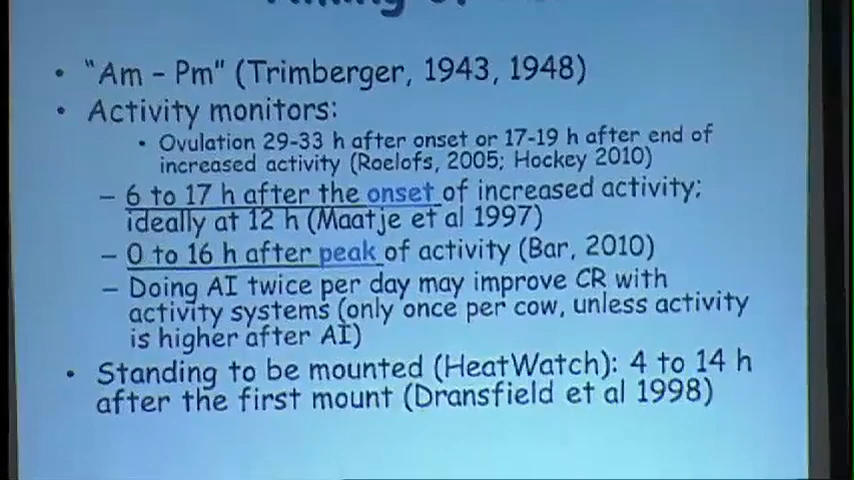 • "Am - Pm" (Trimberger, 1943, 1948)
• Activity monitors:
• Ovulation 29-33 h after onset or 17-19 h after end of
increased activity (Roelofs, 2005; Hockey 2010)
– 6 to 17 h after the onset of increased activity;
ideally at 12 h (Maatje et al 1997)
– 0 to 16 h after peak of activity (Bar, 2010)
– Doing AI twice per day may improve CR with
activity systems (only once per cow, unless activity
is higher after AI)
• Standing to be mounted (HeatWatch): 4 to 14 h
after the first mount (Dransfield et al 1998)